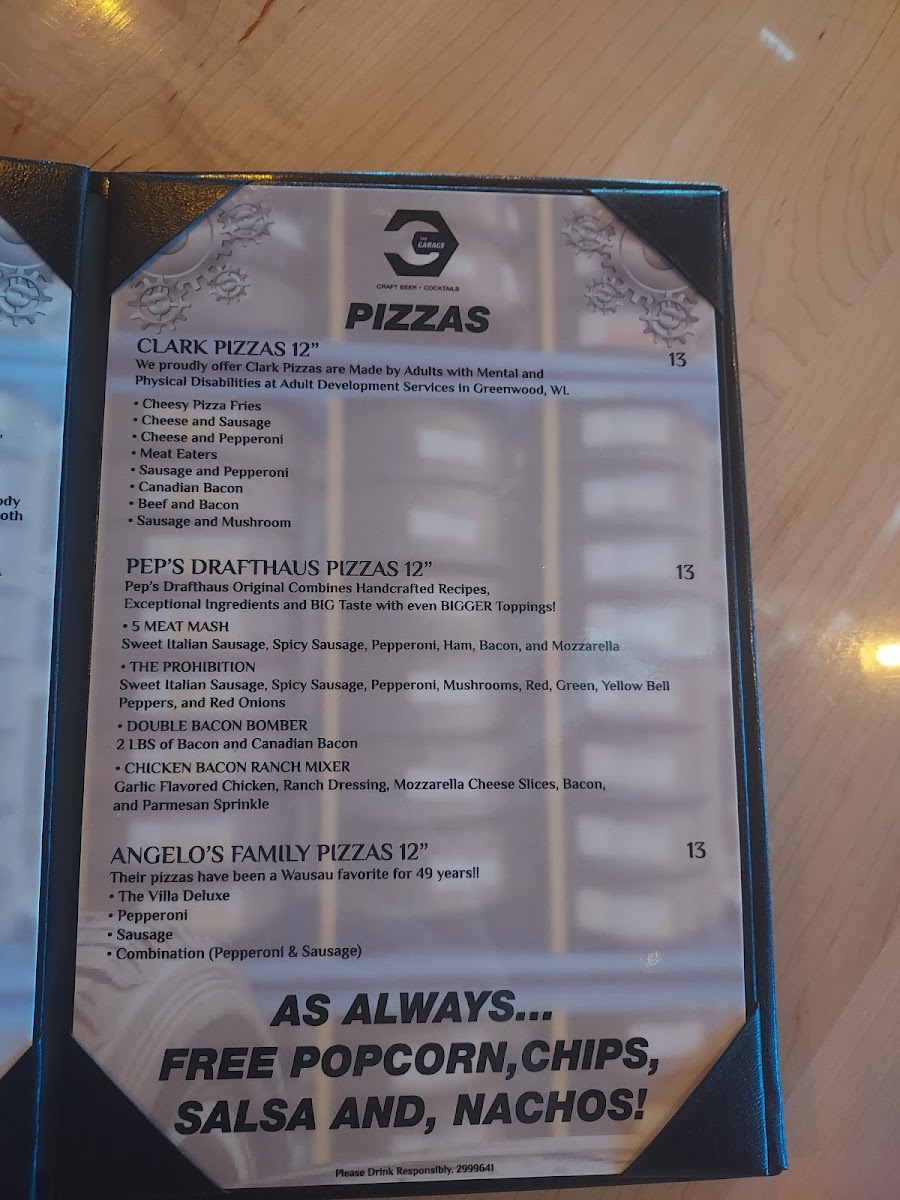 THE
GARAGE
CRAFT BEER • COCKTAILS
PIZZAS
CLARK PIZZAS 12" 13
We proudly offer Clark Pizzas are Made by Adults with Mental and
Physical Disabilities at Adult Development Services in Greenwood, WI.
• Cheesy Pizza Fries
• Cheese and Sausage
• Cheese and Pepperoni
• Meat Eaters
• Sausage and Pepperoni
• Canadian Bacon
• Beef and Bacon
• Sausage and Mushroom
PEP'S DRAFTHAUS PIZZAS 12" 13
Pep's Drafthaus Original Combines Handcrafted Recipes,
Exceptional Ingredients and BIG Taste with even BIGGER Toppings!
• 5 MEAT MASH
Sweet Italian Sausage, Spicy Sausage, Pepperoni, Ham, Bacon, and Mozzarella
• THE PROHIBITION
Sweet Italian Sausage, Spicy Sausage, Pepperoni, Mushrooms, Red, Green, Yellow Bell
Peppers, and Red Onions
• DOUBLE BACON BOMBER
2 LBS of Bacon and Canadian Bacon
• CHICKEN BACON RANCH MIXER
Garlic Flavored Chicken, Ranch Dressing, Mozzarella Cheese Slices, Bacon,
and Parmesan Sprinkle
ANGELO'S FAMILY PIZZAS 12" 13
Their pizzas have been a Wausau favorite for 49 years!!
• The Villa Deluxe
• Pepperoni
• Sausage
• Combination (Pepperoni & Sausage)
AS ALWAYS...
FREE POPCORN,CHIPS,
SALSA AND, NACHOS!
Please Drink Responsibly. 2999641